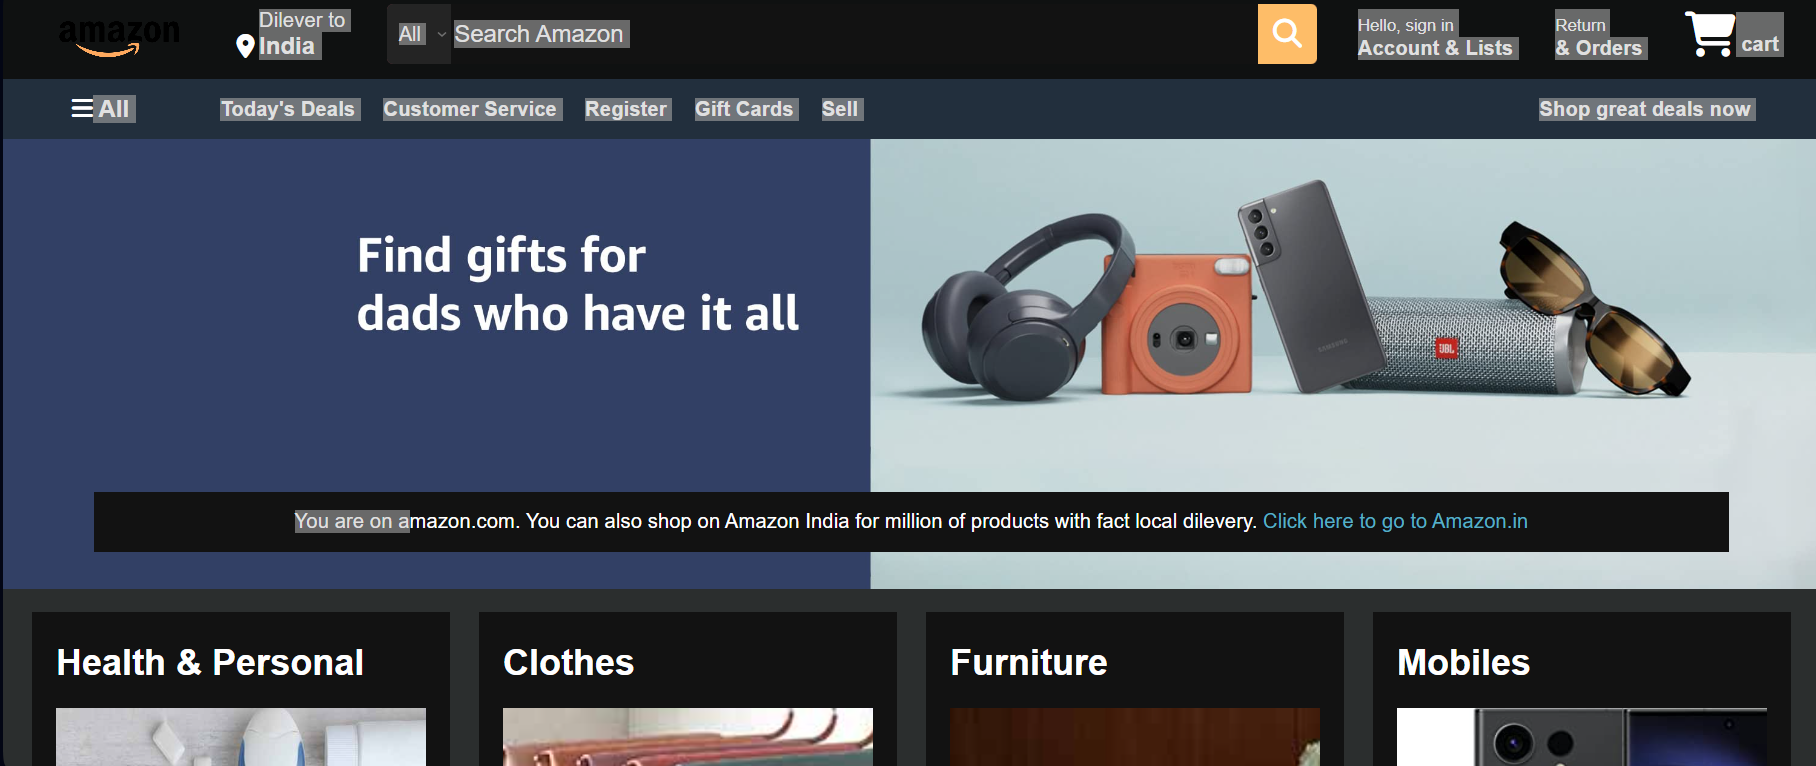 amazon
Dilever to
India
All
Search Amazon
Hello, sign in
Account & Lists
Return
& Orders
cart
All
Today's Deals
Customer Service
Register
Gift Cards
Sell
Shop great deals now
Find gifts for
dads who have it all
SAMSUNG
JBL
You are on amazon.com. You can also shop on Amazon India for million of products with fact local dilevery. Click here to go to Amazon.in
Health & Personal
Clothes
Furniture
Mobiles